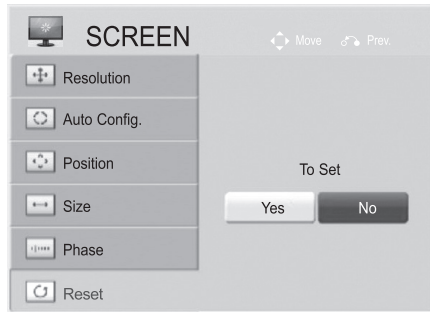 SCREEN
Move Prev.
Resolution
Auto Config.
Position
Size
Phase
Reset
To Set
Yes No